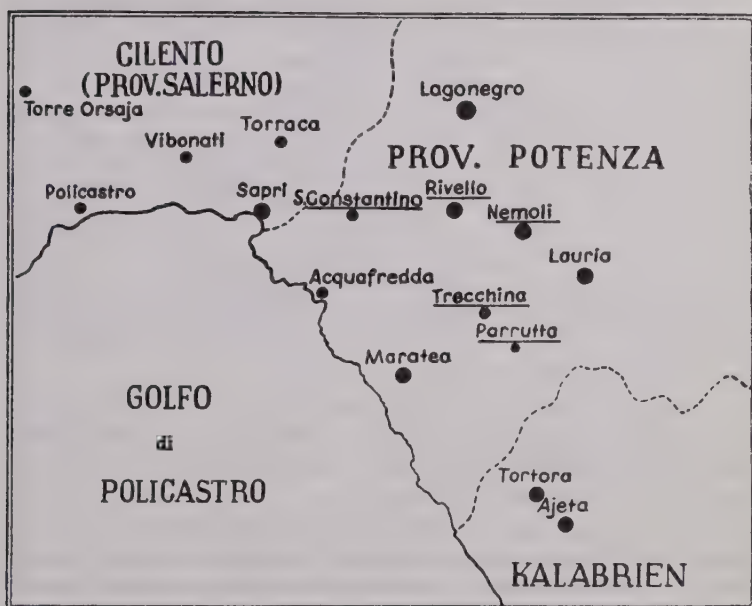 CILENTO
(PROV. SALERNO)
Torre Orsaja
Vibonati
Torraca
Lagonegro
PROV. POTENZA
Policastro
Sapri
S.Constantino
Rivello
Nemoli
Lauria
Acquafredda
Trecchina
Parrutta
Maratea
GOLFO
di
POLICASTRO
Tortora
Ajeta
KALABRIEN